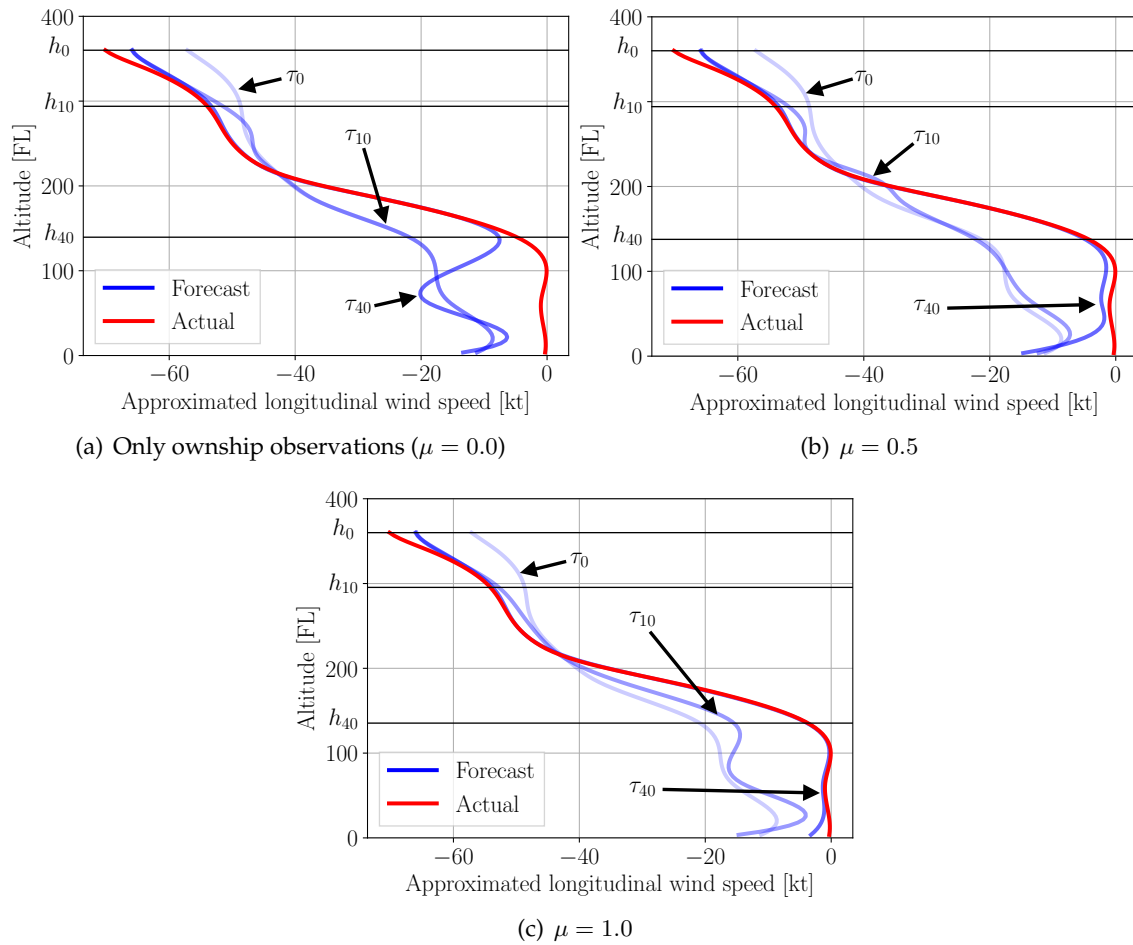 400
h₀
τ₀
h₁₀
τ₁₀
200
h₄₀
100
τ₄₀
0
Altitude [FL]
Forecast
Actual
−60
−40
−20
0
Approximated longitudinal wind speed [kt]
(a) Only ownship observations (μ = 0.0)
400
h₀
τ₀
h₁₀
τ₁₀
200
h₄₀
100
τ₄₀
0
Altitude [FL]
Forecast
Actual
−60
−40
−20
0
Approximated longitudinal wind speed [kt]
(b) μ = 0.5
400
h₀
τ₀
h₁₀
τ₁₀
200
h₄₀
100
τ₄₀
0
Altitude [FL]
Forecast
Actual
−60
−40
−20
0
Approximated longitudinal wind speed [kt]
(c) μ = 1.0